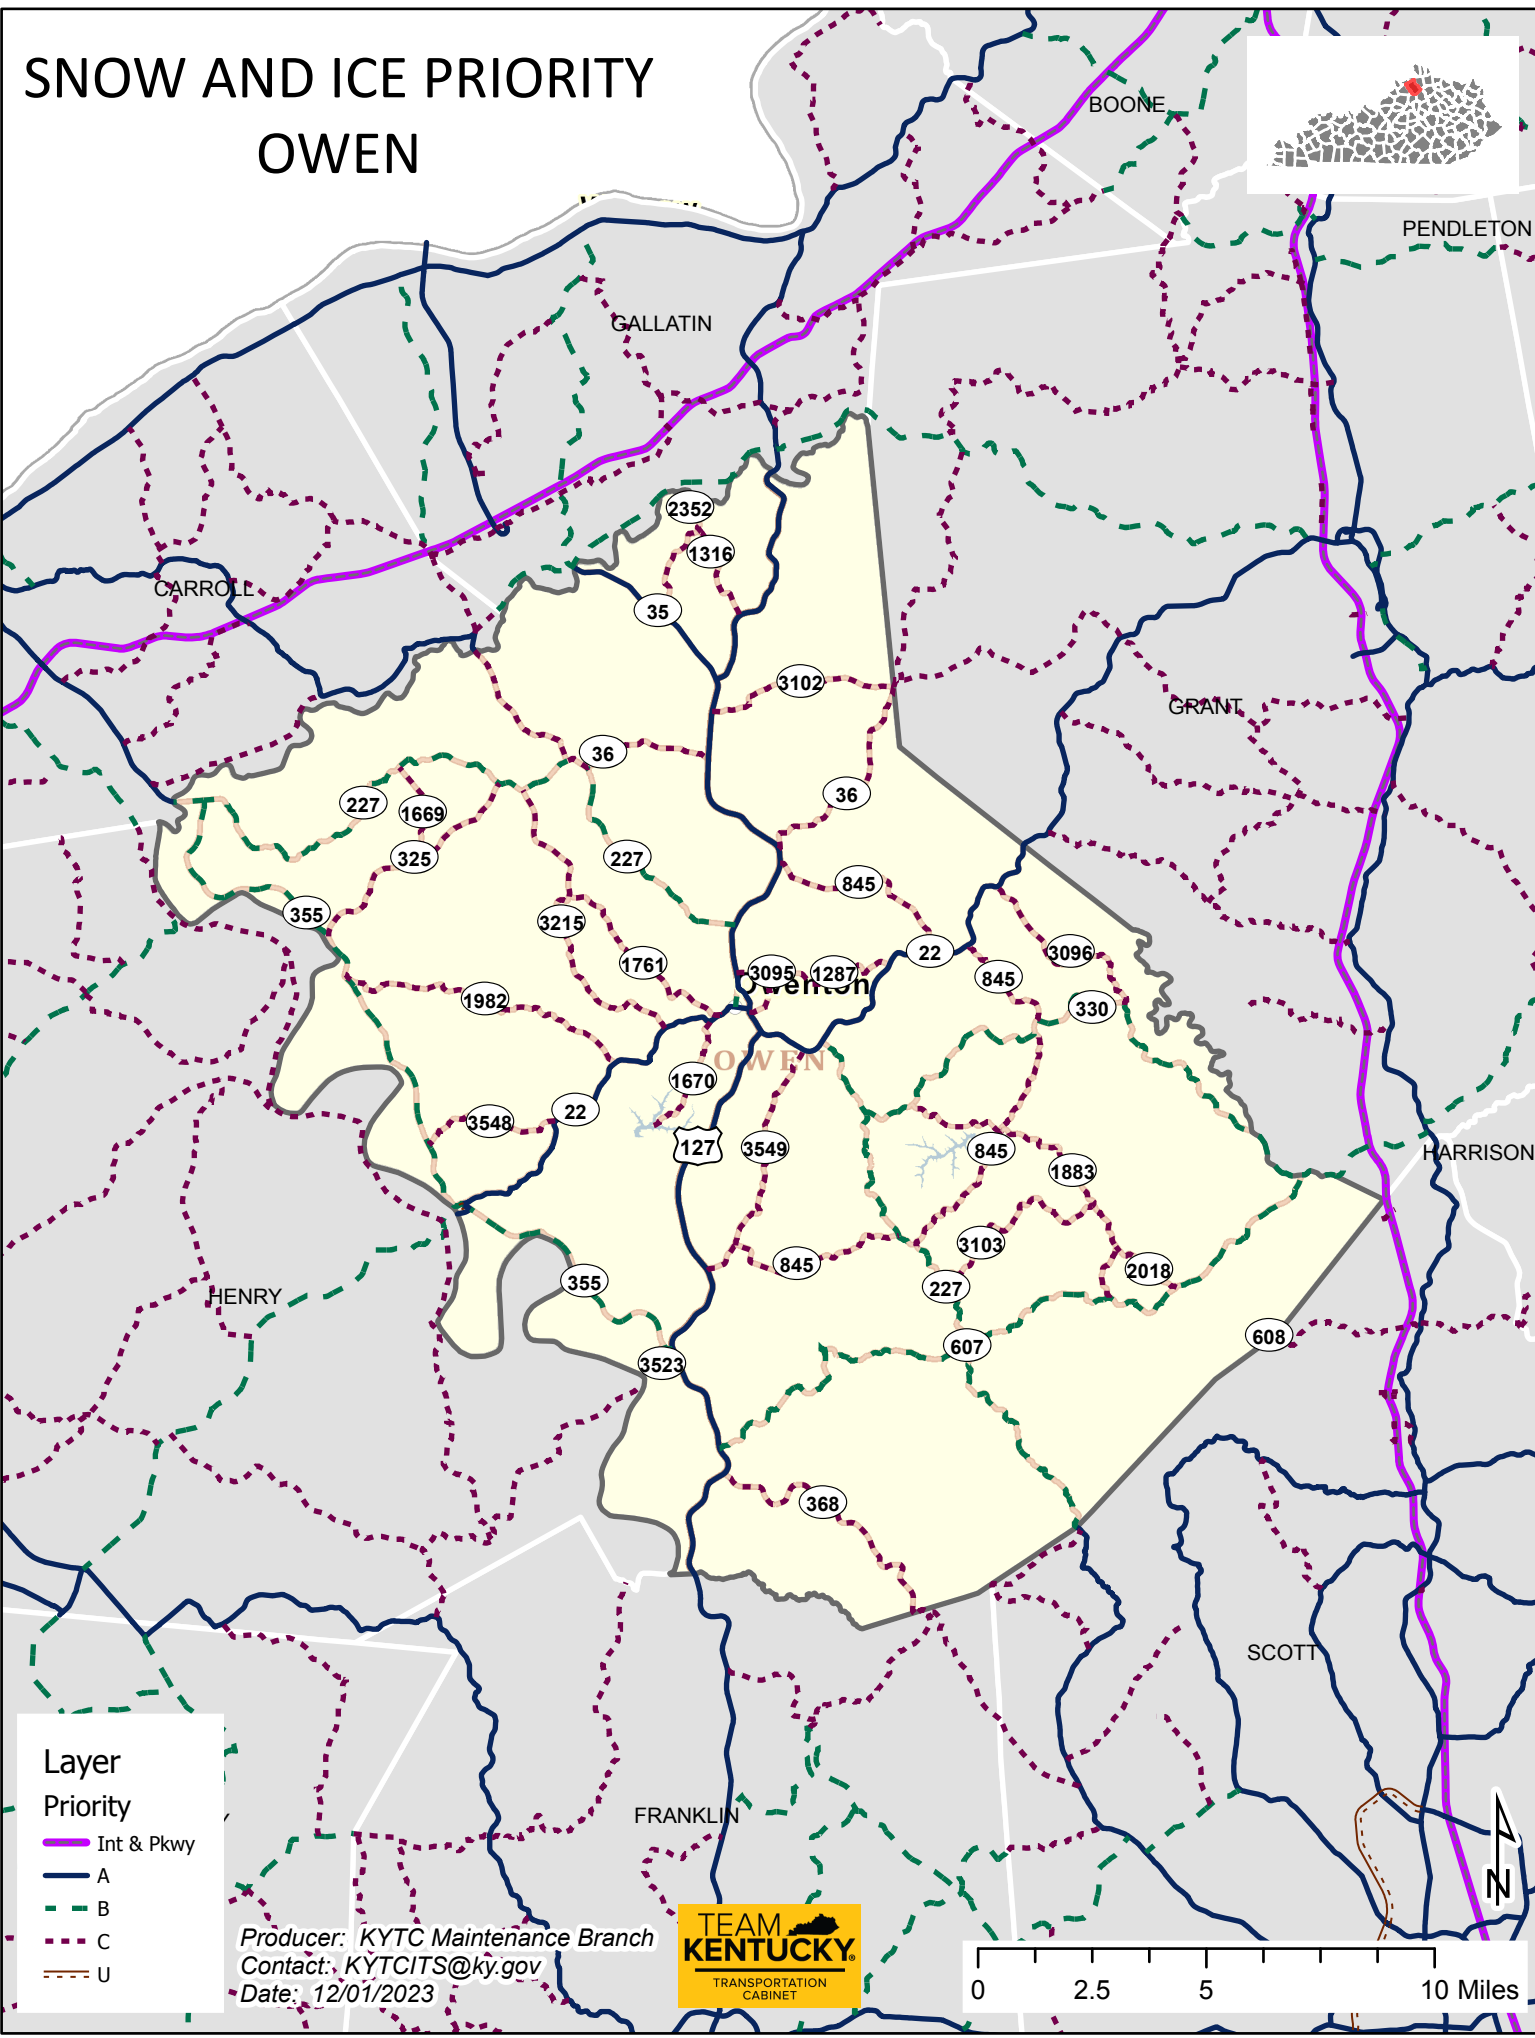 SNOW AND ICE PRIORITY
OWEN
BOONE
PENDLETON
GALLATIN
CARROLL
GRANT
HARRISON
HENRY
SCOTT
FRANKLIN
2352
1316
35
3102
36
36
227
1669
325
227
845
355
3215
1761
22
3095
1287
3096
845
1982
330
Owenton
OWEN
1670
3548
22
127
3549
845
1883
3103
845
2018
355
227
607
608
3523
368
Layer
Priority
Int & Pkwy
A
B
C
U
Producer: KYTC Maintenance Branch
Contact: KYTCITS@ky.gov
Date: 12/01/2023
TEAM
KENTUCKY®
TRANSPORTATION
CABINET
N
0 2.5 5 10 Miles